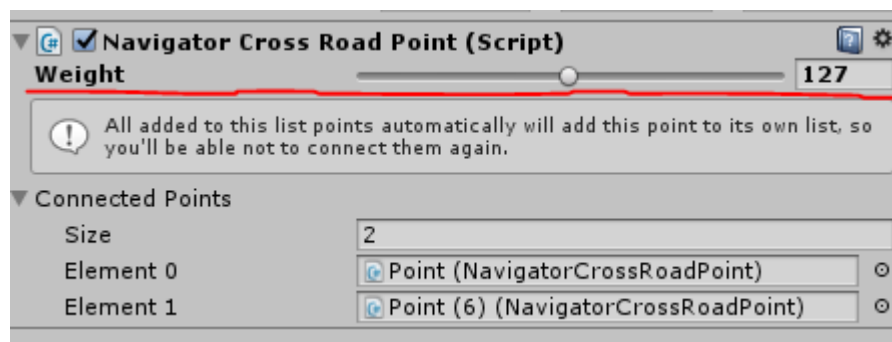 Navigator Cross Road Point (Script)
Weight 127
All added to this list points automatically will add this point to its own list, so
you'll be able not to connect them again.
Connected Points
Size 2
Element 0 Point (NavigatorCrossRoadPoint)
Element 1 Point (6) (NavigatorCrossRoadPoint)